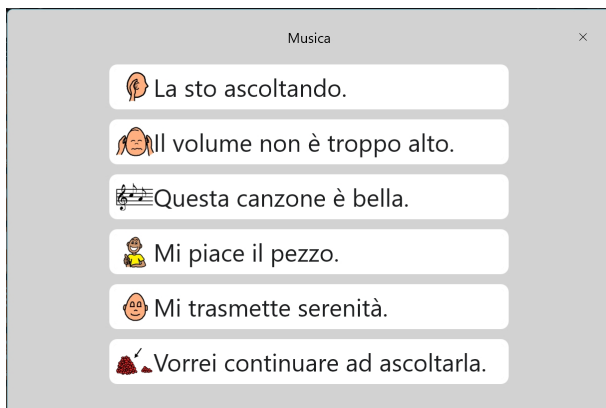 Musica
La sto ascoltando.
Il volume non è troppo alto.
Questa canzone è bella.
Mi piace il pezzo.
Mi trasmette serenità.
Vorrei continuare ad ascoltarla.